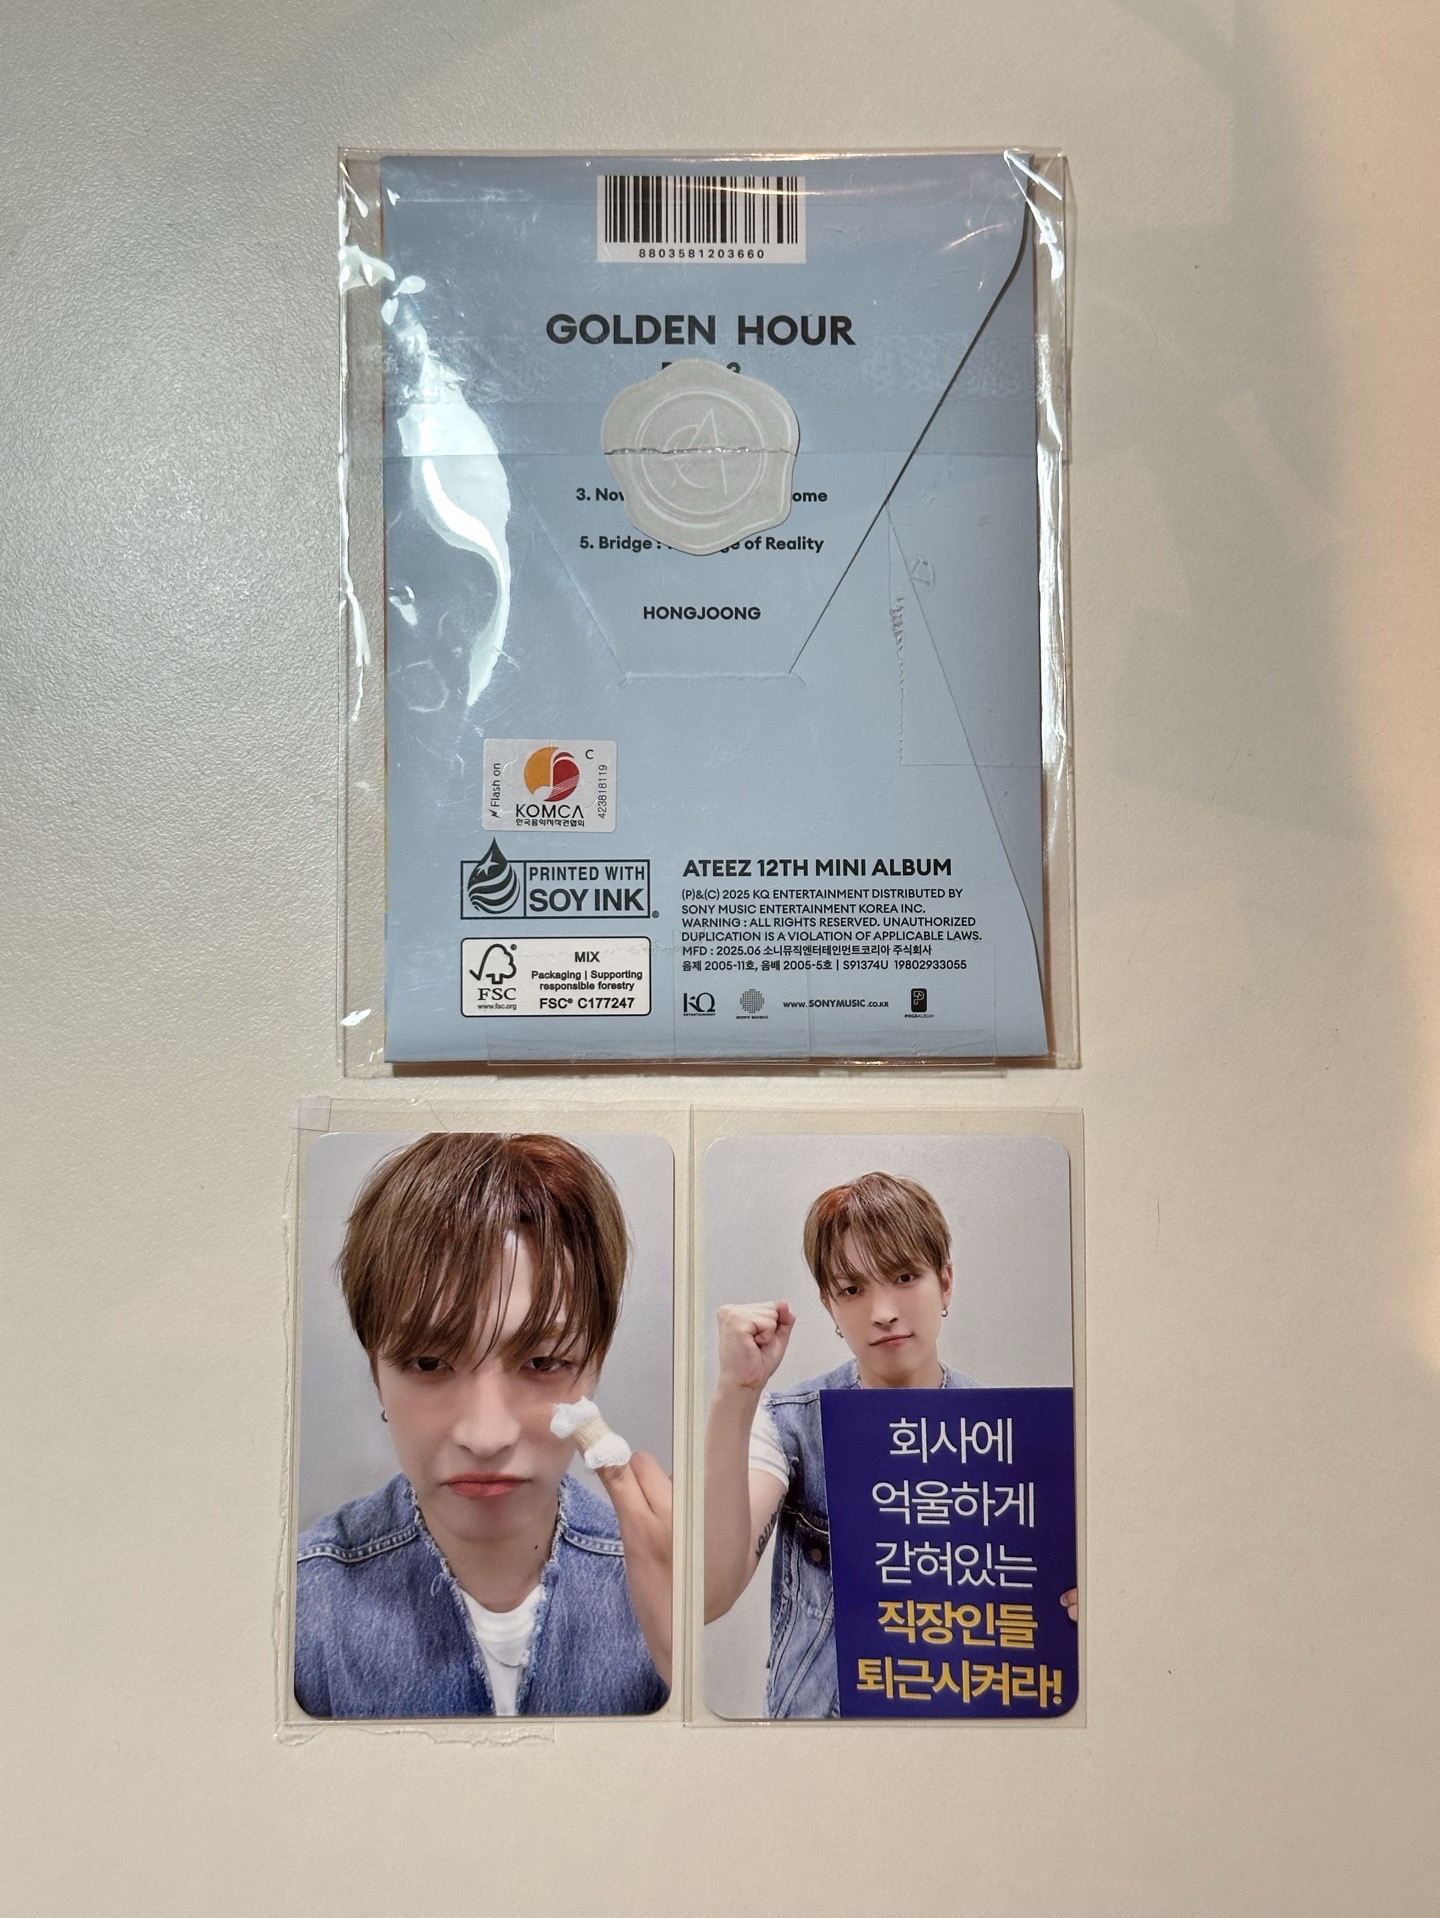 8803581203660
GOLDEN HOUR
3. Now
5. Bridge : of Reality
HONGJOONG
Flash on
C
423818119
KOMCA
한국음악저작권협회
PRINTED WITH
SOY INK
®
FSC
www.fsc.org
MIX
Packaging | Supporting
responsible forestry
FSC® C177247
ATEEZ 12TH MINI ALBUM
(P)&(C) 2025 KQ ENTERTAINMENT DISTRIBUTED BY
SONY MUSIC ENTERTAINMENT KOREA INC.
WARNING : ALL RIGHTS RESERVED. UNAUTHORIZED
DUPLICATION IS A VIOLATION OF APPLICABLE LAWS.
MFD : 2025.06 소니뮤직엔터테인먼트코리아 주식회사
음제 2005-11호, 음배 2005-5호 | S91374U 19802933055
KQ
ENTERTAINMENT
SONY MUSIC
www.SONYMUSIC.co.kr
POCAALBUM
회사에
억울하게
갇혀있는
직장인들
퇴근시켜라!